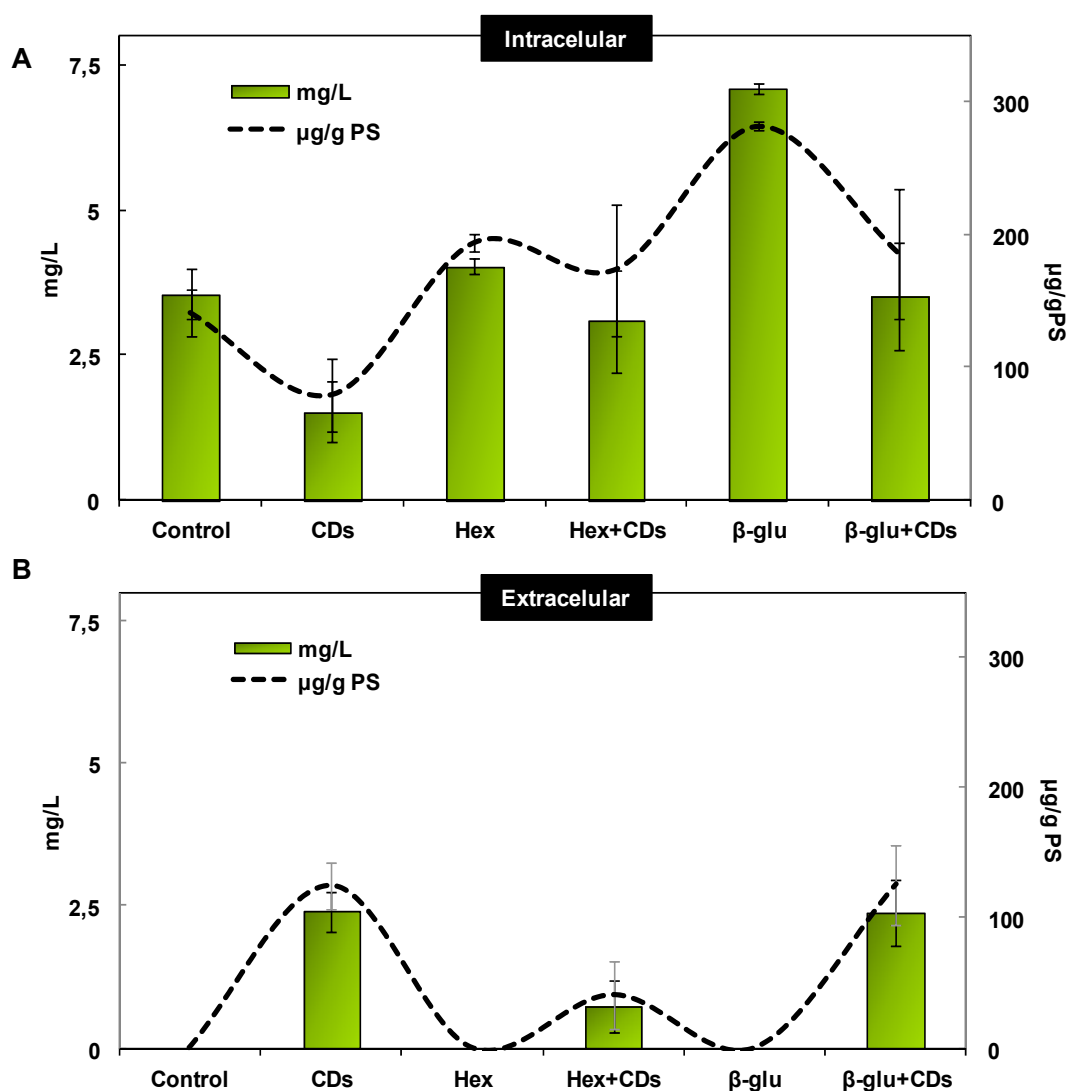 Intracelular
A
7,5
mg/L
µg/g PS
300
5
200
mg/L
µg/gPS
2,5
100
0
0
Control CDs Hex Hex+CDs β-glu β-glu+CDs
B
Extracelular
7,5
mg/L
300
µg/g PS
5
200
mg/L
µg/g PS
2,5
100
0
0
Control CDs Hex Hex+CDs β-glu β-glu+CDs